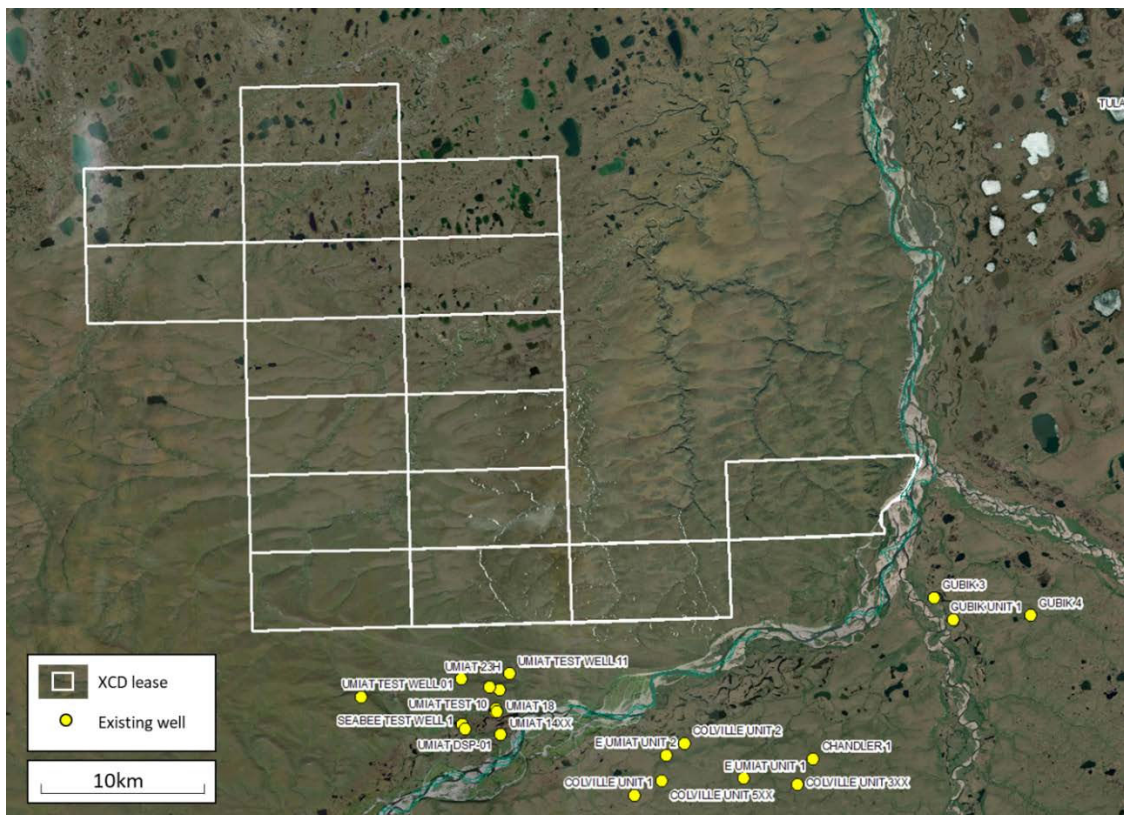 TULA
GUBIK 3
GUBIK UNIT 1
GUBIK 4
UMIAT TEST WELL 11
UMIAT 23H
UMIAT TEST WELL 01
UMIAT TEST 10
UMIAT 18
SEABEE TEST WELL 1
UMIAT 14XX
UMIAT DSP-01
COLVILLE UNIT 2
E UMIAT UNIT 2
CHANDLER 1
E UMIAT UNIT 1
COLVILLE UNIT 1
COLVILLE UNIT 3XX
COLVILLE UNIT 5XX
XCD lease
Existing well
10km